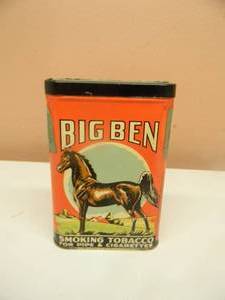 BIG BEN
SMOKING TOBACCO
FOR PIPE & CIGARETTES